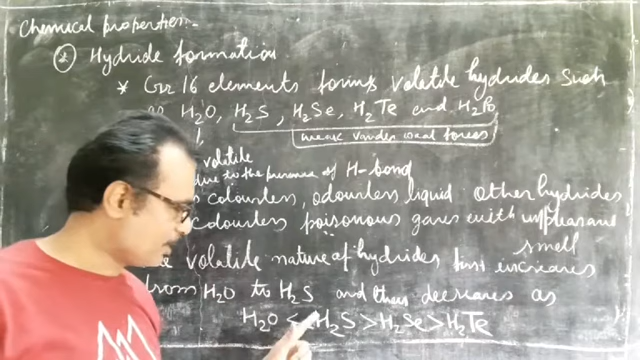 Chemical properties:-
② Hydride formation
* Gr 16 elements forms volatile hydrides such
as H₂O, H₂S, H₂Se, H₂Te and H₂Po
weak vander waal forces
volatile
due to the presence of H-bond
colourless, odourless liquid. Other hydrides
colourless poisonous gases with unpleasant
smell
volatile nature of hydrides first increases
from H₂O to H₂S and then decreases as
H₂O < H₂S > H₂Se > H₂Te